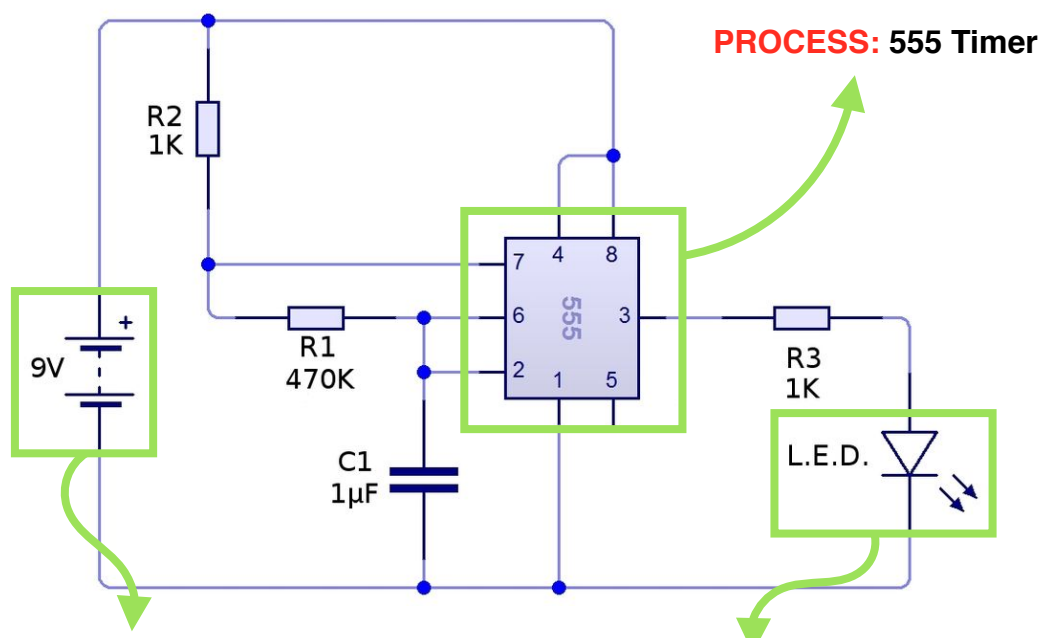 PROCESS: 555 Timer
R2
1K
4
8
7
6
555
3
2
1
5
+
9V
R1
470K
R3
1K
C1
1µF
L.E.D.